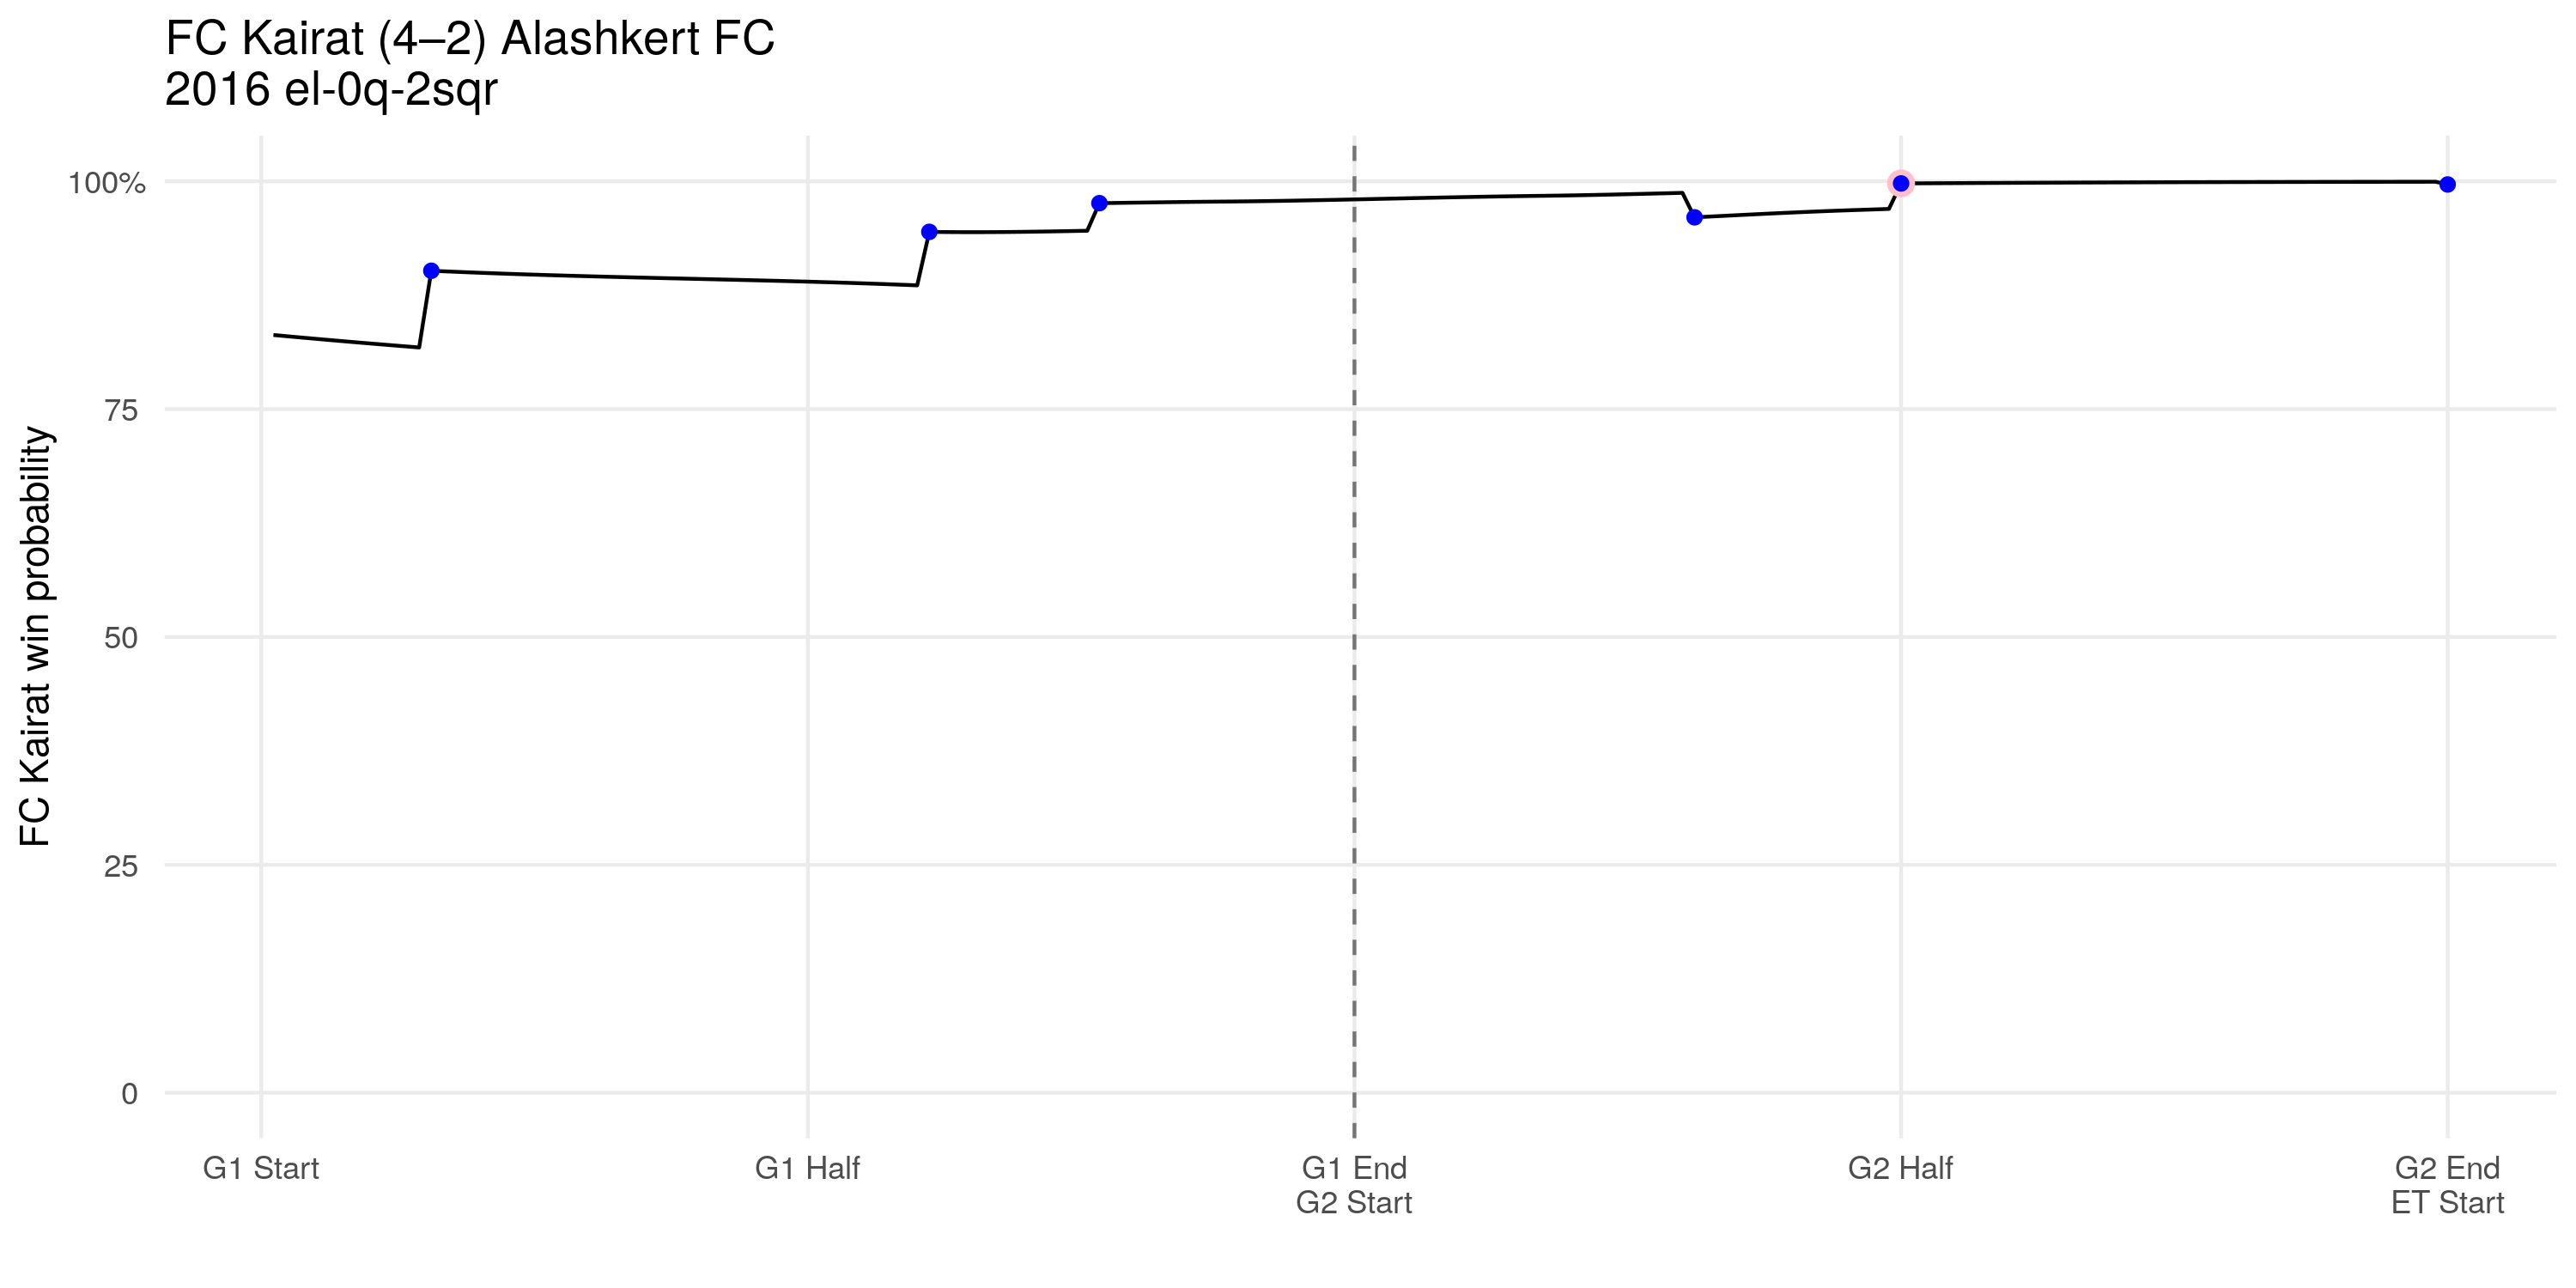 FC Kairat (4–2) Alashkert FC
2016 el-0q-2sqr
FC Kairat win probability
100%
75
50
25
0
G1 Start
G1 Half
G1 End
G2 Start
G2 Half
G2 End
ET Start